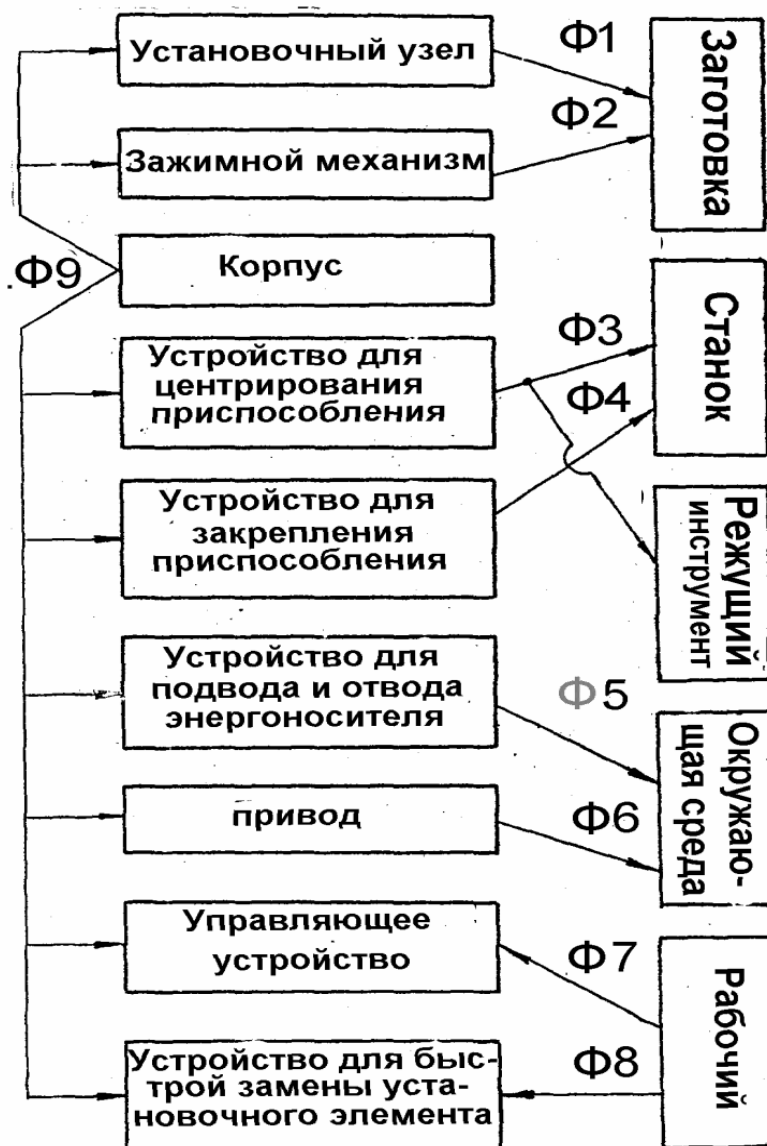 Установочный узел
Ф1
Заготовка
Ф2
Зажимной механизм
Ф9
Корпус
Станок
Устройство для
центрирования
приспособления
Ф3
Ф4
Устройство для
закрепления
приспособления
Режущий
инструмент
Устройство для
подвода и отвода
энергоносителя
Ф5
Окружаю-
щая среда
привод
Ф6
Управляющее
устройство
Ф7
Рабочий
Устройство для быс-
трой замены уста-
новочного элемента
Ф8